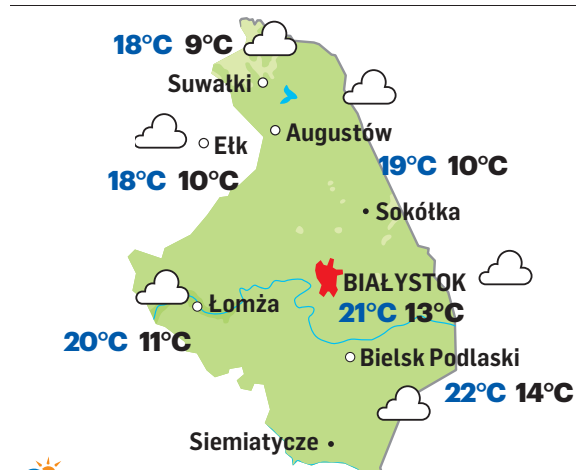 18°C 9°C
Suwałki
Augustów
Ełk
18°C 10°C
19°C 10°C
Sokółka
BIAŁYSTOK
Łomża
21°C 13°C
20°C 11°C
Bielsk Podlaski
22°C 14°C
Siemiatycze